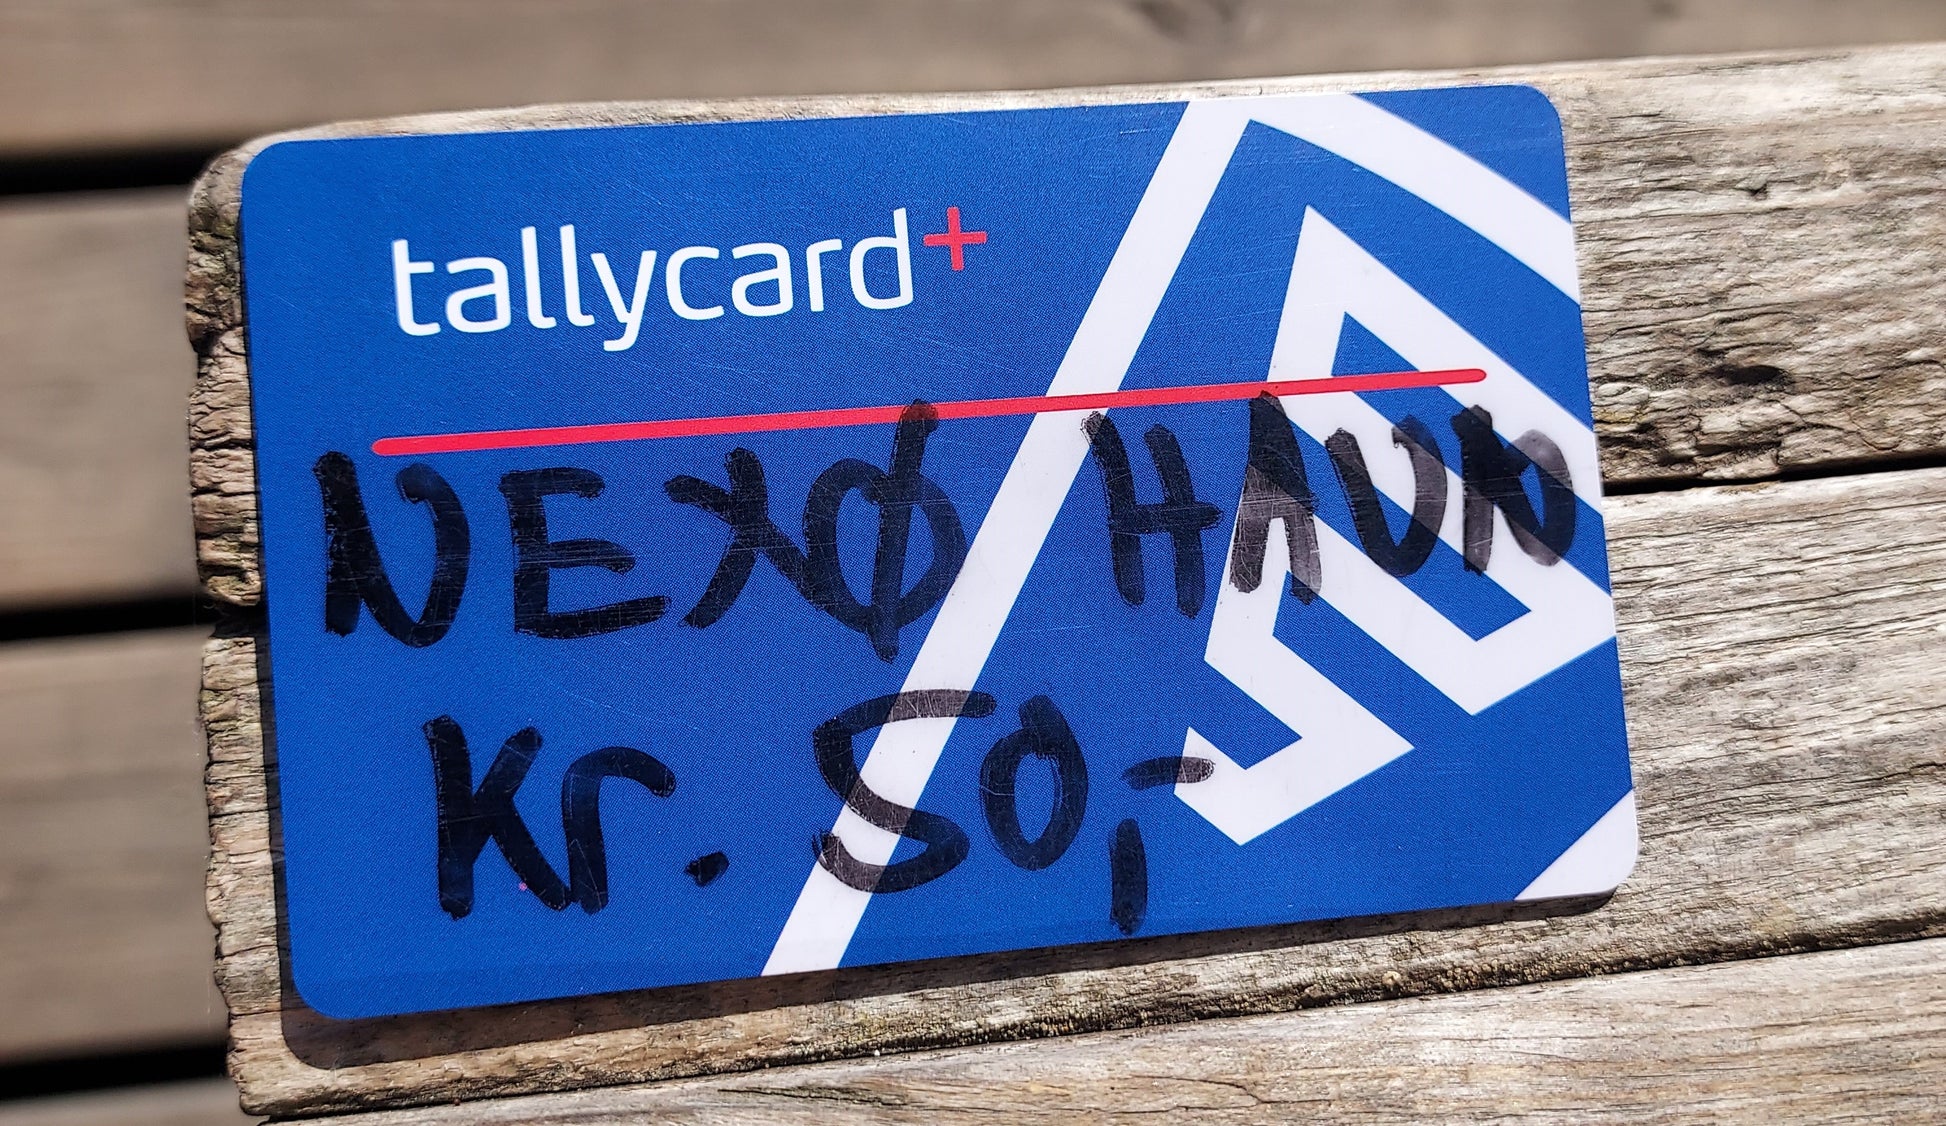 tallycard+
NEXØ HAVN
Kr. 50,-